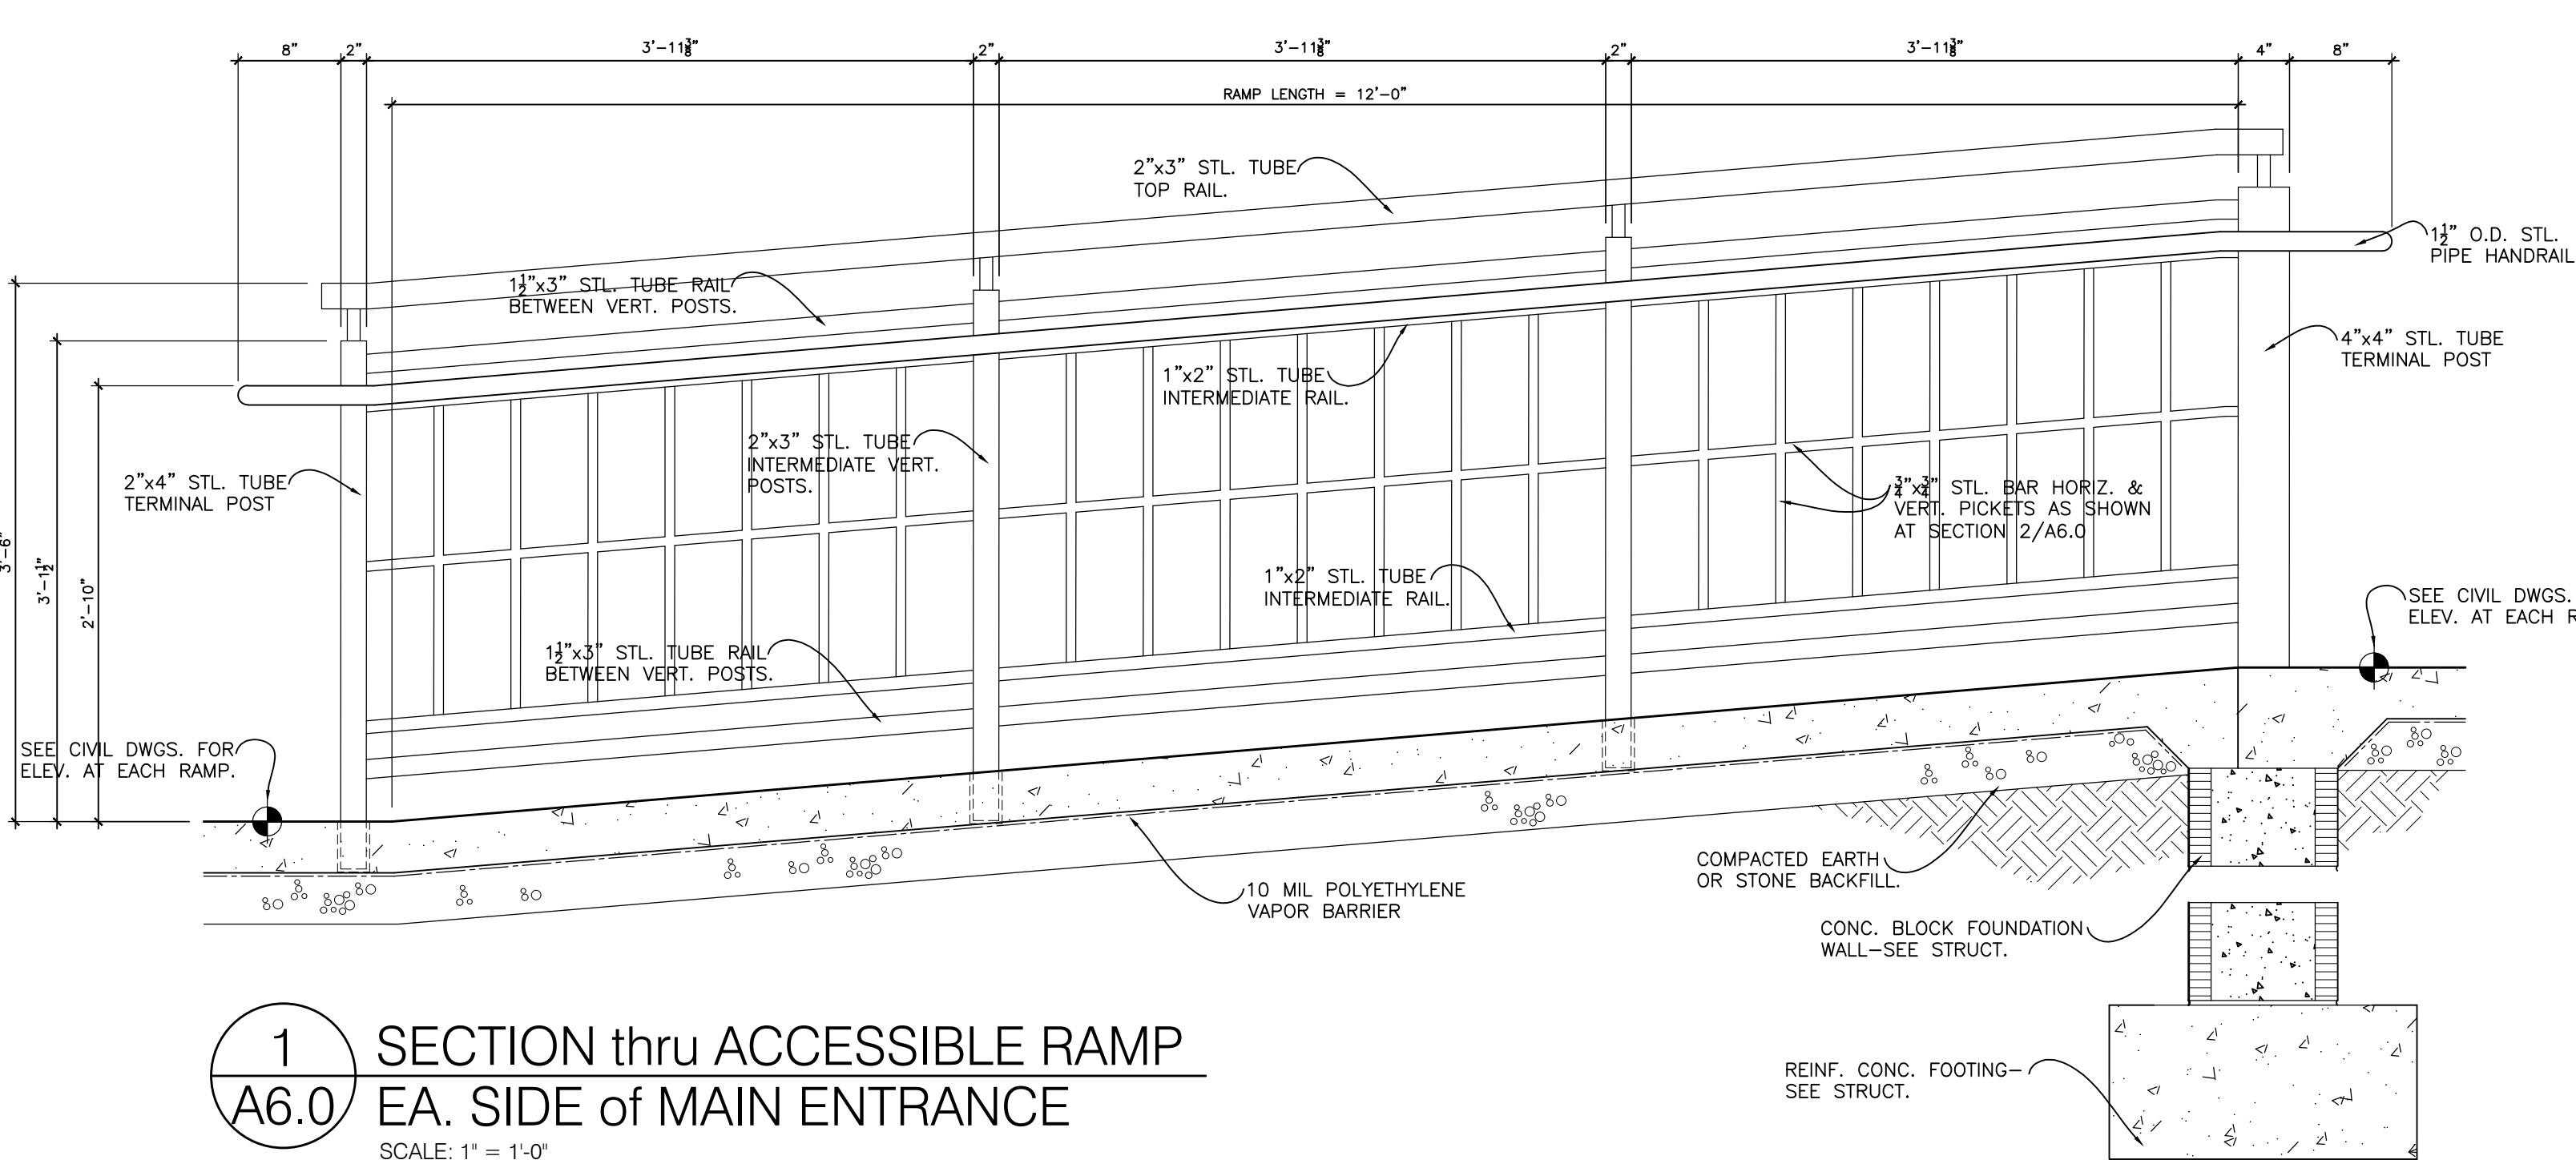 8" 2" 3'-11⅜" 2" 3'-11⅜" 2" 3'-11⅜" 4" 8"
RAMP LENGTH = 12'-0"
2"x3" STL. TUBE
TOP RAIL.
1½" O.D. STL.
PIPE HANDRAIL
1½"x3" STL. TUBE RAIL
BETWEEN VERT. POSTS.
4"x4" STL. TUBE
TERMINAL POST
1"x2" STL. TUBE
INTERMEDIATE RAIL.
2"x3" STL. TUBE
INTERMEDIATE VERT.
POSTS.
2"x4" STL. TUBE
TERMINAL POST
¾"x¾" STL. BAR HORIZ. &
VERT. PICKETS AS SHOWN
AT SECTION 2/A6.0
3'-6"
3'-1½"
2'-10"
1"x2" STL. TUBE
INTERMEDIATE RAIL.
SEE CIVIL DWGS.
ELEV. AT EACH R
1½"x3" STL. TUBE RAIL
BETWEEN VERT. POSTS.
SEE CIVIL DWGS. FOR
ELEV. AT EACH RAMP.
10 MIL POLYETHYLENE
VAPOR BARRIER
COMPACTED EARTH
OR STONE BACKFILL.
CONC. BLOCK FOUNDATION
WALL-SEE STRUCT.
REINF. CONC. FOOTING-
SEE STRUCT.
1
A6.0
SECTION thru ACCESSIBLE RAMP
EA. SIDE of MAIN ENTRANCE
SCALE: 1" = 1'-0"